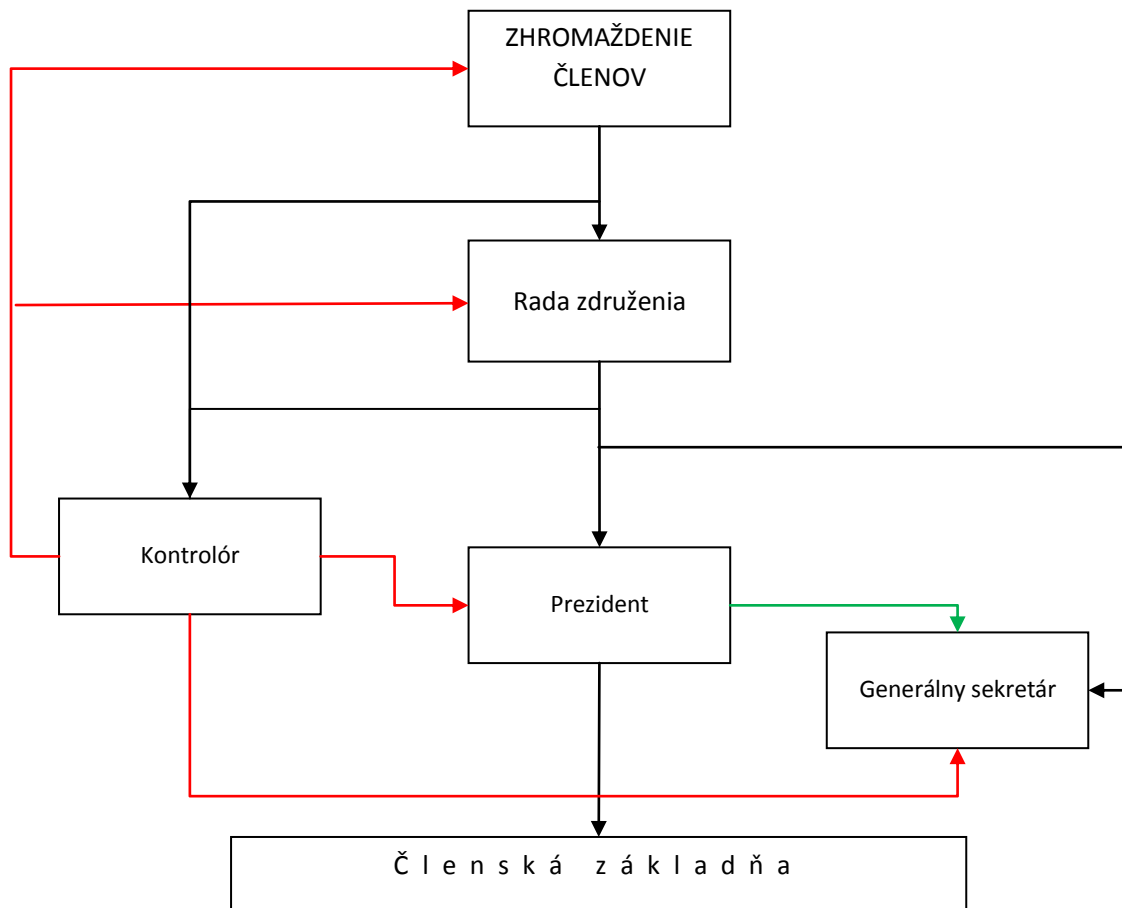 ZHROMAŽDENIE
ČLENOV
Rada združenia
Kontrolór
Prezident
Generálny sekretár
Č l e n s k á  z á k l a d ň a